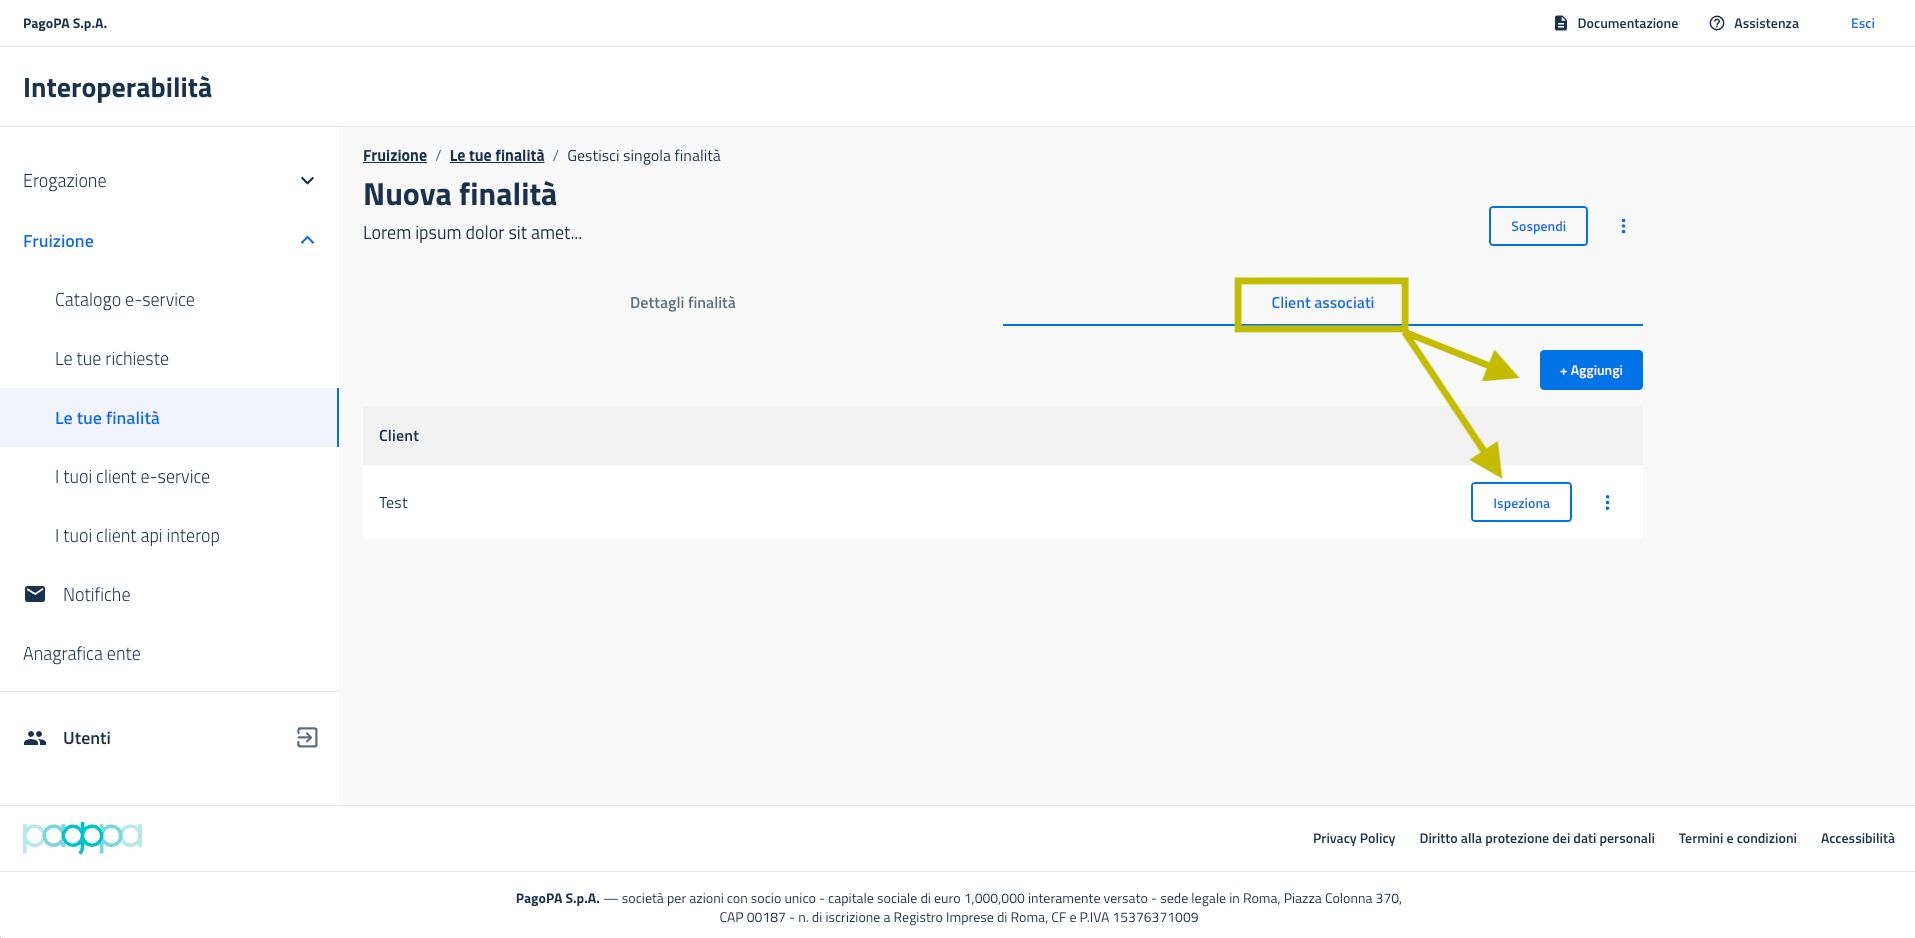 PagoPA S.p.A.
Documentazione
Assistenza
Esci
Interoperabilità
Erogazione
Fruizione
Catalogo e-service
Le tue richieste
Le tue finalità
I tuoi client e-service
I tuoi client api interop
Notifiche
Anagrafica ente
Utenti
Fruizione / Le tue finalità / Gestisci singola finalità
Nuova finalità
Lorem ipsum dolor sit amet...
Sospendi
Dettagli finalità
Client associati
+ Aggiungi
Client
Test
Ispeziona
pagopa
Privacy Policy
Diritto alla protezione dei dati personali
Termini e condizioni
Accessibilità
PagoPA S.p.A. — società per azioni con socio unico - capitale sociale di euro 1,000,000 interamente versato - sede legale in Roma, Piazza Colonna 370,
CAP 00187 - n. di iscrizione a Registro Imprese di Roma, CF e P.IVA 15376371009